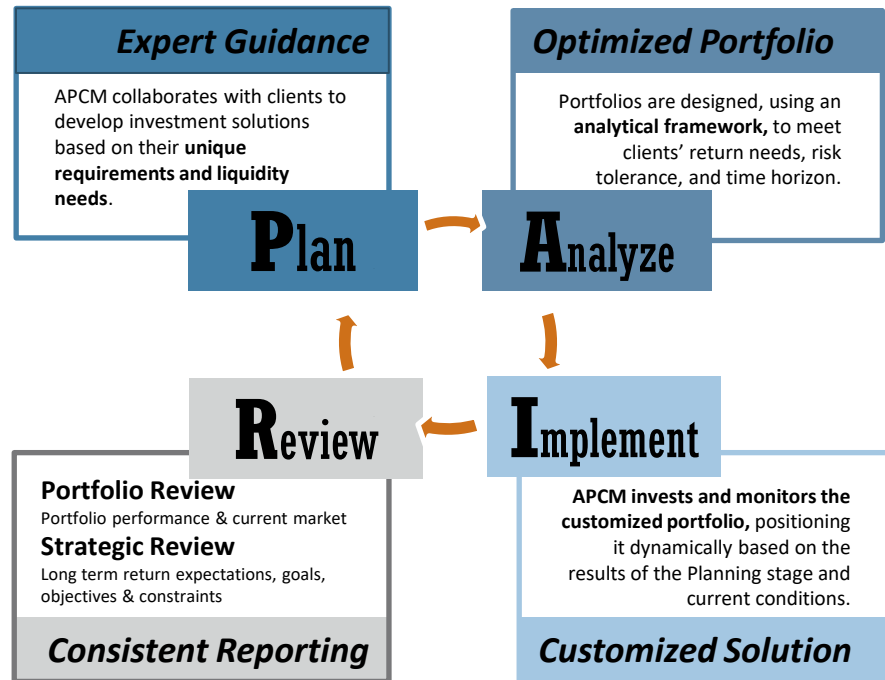 Expert Guidance
APCM collaborates with clients to
develop investment solutions
based on their unique
requirements and liquidity
needs.
Plan
Optimized Portfolio
Portfolios are designed, using an
analytical framework, to meet
clients’ return needs, risk
tolerance, and time horizon.
Analyze
Review
Portfolio Review
Portfolio performance & current market
Strategic Review
Long term return expectations, goals,
objectives & constraints
Consistent Reporting
Implement
APCM invests and monitors the
customized portfolio, positioning
it dynamically based on the
results of the Planning stage and
current conditions.
Customized Solution